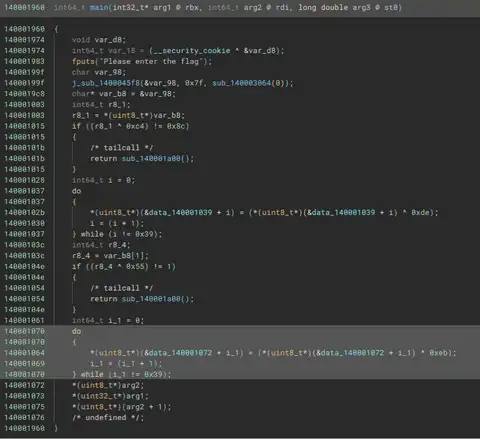 140001960 main(int32_t* arg1 @ rbx, int64_t arg2 @ rdi, long double arg3 @ st0)
140001960 {
140001974 void var_d8;
140001974 int64_t var_18 = (__security_cookie ^ &var_d8);
140001983 fputs("Please enter the flag");
14000199f char var_98;
14000199f j_sub_1400045f8(&var_98, 0x7f, sub_140003064(0));
1400019c8 char* var_b8 = &var_98;
140001003 int64_t r8_1;
140001003 r8_1 = *(uint8_t*)var_b8;
140001015 if ((r8_1 ^ 0xc4) != 0x8c)
140001015 {
14000101b /* tailcall */
14000101b return sub_140001a00();
140001015 }
140001028 int64_t i = 0;
140001037 do
140001037 {
14000102b *(uint8_t*)(&data_140001039 + i) = (*(uint8_t*)(&data_140001039 + i) ^ 0xde);
140001030 i = (i + 1);
140001037 } while (i != 0x39);
14000103c int64_t r8_4;
14000103c r8_4 = var_b8[1];
14000104e if ((r8_4 ^ 0x55) != 1)
14000104e {
140001054 /* tailcall */
140001054 return sub_140001a00();
14000104e }
140001061 int64_t i_1 = 0;
140001070 do
140001070 {
140001064 *(uint8_t*)(&data_140001072 + i_1) = (*(uint8_t*)(&data_140001072 + i_1) ^ 0xeb);
140001069 i_1 = (i_1 + 1);
140001070 } while (i_1 != 0x39);
140001072 *(uint8_t*)arg2;
140001073 *(uint32_t*)arg1;
140001075 *(uint8_t*)(arg2 + 1);
140001076 /* undefined */;
140001960 }